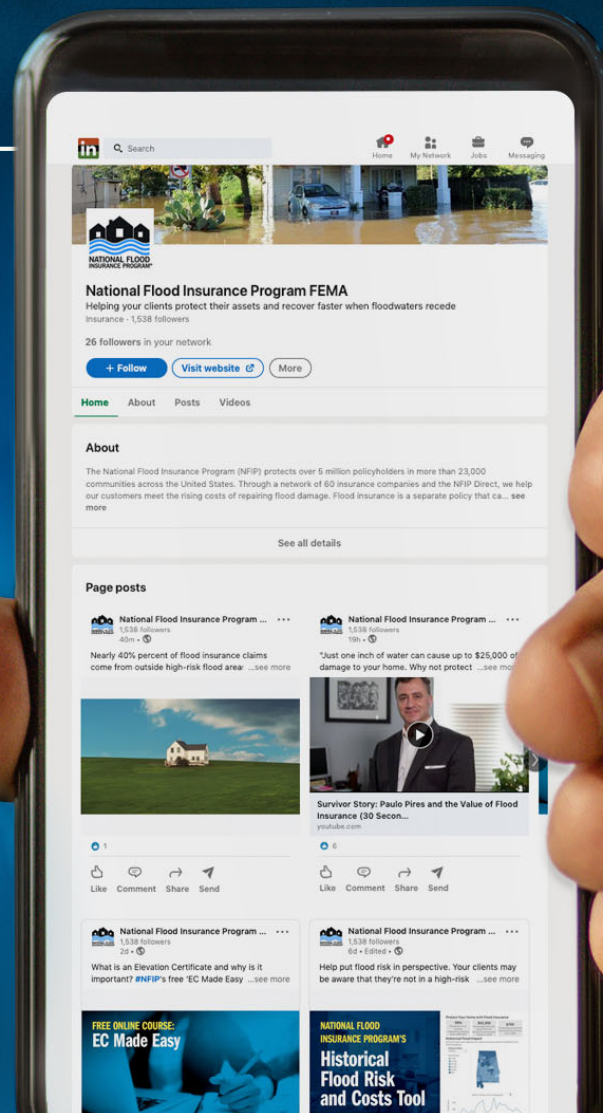 in
Search
Home
My Network
Jobs
Messaging
NATIONAL FLOOD
INSURANCE PROGRAM®
National Flood Insurance Program FEMA
Helping your clients protect their assets and recover faster when floodwaters recede
Insurance · 1,538 followers
26 followers in your network
+ Follow
Visit website
More
Home
About
Posts
Videos
About
The National Flood Insurance Program (NFIP) protects over 5 million policyholders in more than 23,000
communities across the United States. Through a network of 60 insurance companies and the NFIP Direct, we help
our customers meet the rising costs of repairing flood damage. Flood insurance is a separate policy that ca... see
more
See all details
Page posts
National Flood Insurance Program ...
1,538 followers
40m •
Nearly 40% percent of flood insurance claims
come from outside high-risk flood area ...see more
1
Like Comment Share Send
National Flood Insurance Program ...
1,538 followers
19h •
"Just one inch of water can cause up to $25,000 of
damage to your home. Why not protect ...see mo
Survivor Story: Paulo Pires and the Value of Flood
Insurance (30 Secon...
youtube.com
6
Like Comment Share Send
National Flood Insurance Program ...
1,538 followers
2d •
What is an Elevation Certificate and why is it
important? #NFIP's free 'EC Made Easy ...see more
FREE ONLINE COURSE:
EC Made Easy
National Flood Insurance Program ...
1,538 followers
6d • Edited •
Help put flood risk in perspective. Your clients may
be aware that they're not in a high-risk ...see more
NATIONAL FLOOD
INSURANCE PROGRAM'S
Historical
Flood Risk
and Costs Tool